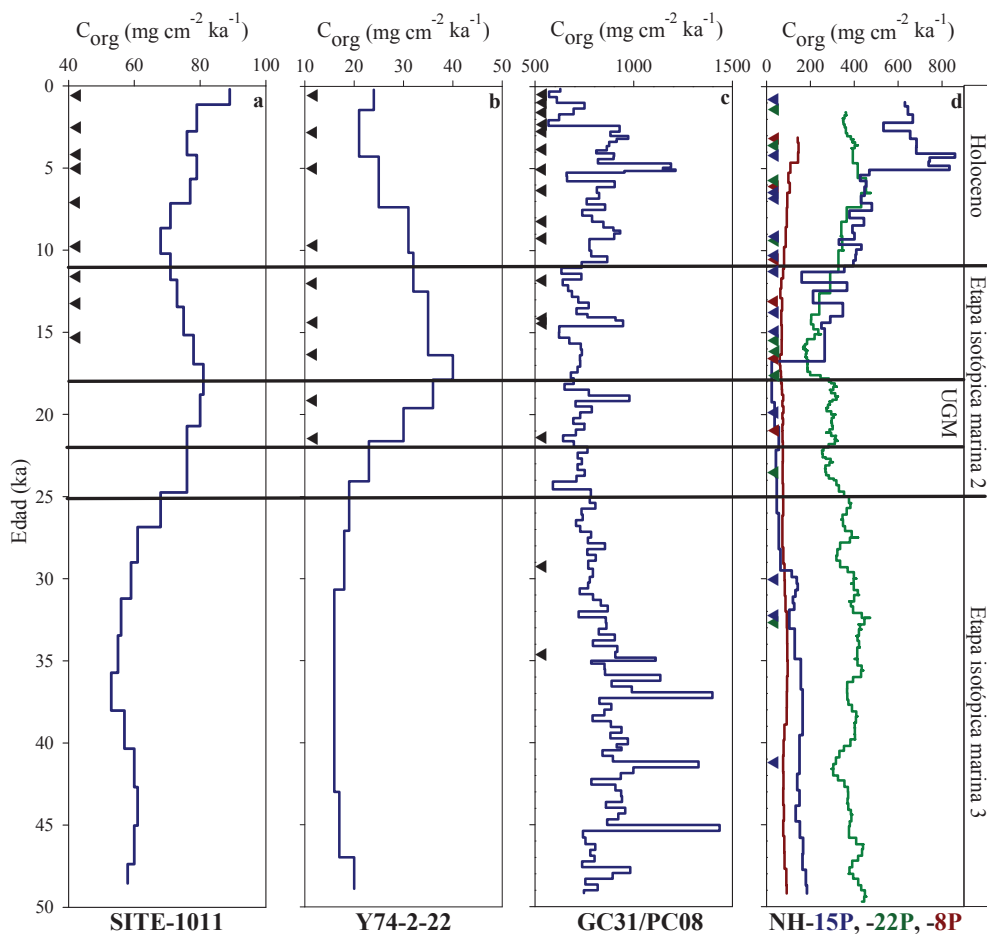 C_org (mg cm⁻² ka⁻¹) C_org (mg cm⁻² ka⁻¹) C_org (mg cm⁻² ka⁻¹) C_org (mg cm⁻² ka⁻¹)
40 60 80 100 10 20 30 40 50 500 1000 1500 0 200 400 600 800
a b c d
0
5
10
15
20
25
30
35
40
45
50
Edad (ka)
Holoceno
Etapa isotópica marina 2
UGM
Etapa isotópica marina 3
SITE-1011 Y74-2-22 GC31/PC08 NH-15P, -22P, -8P